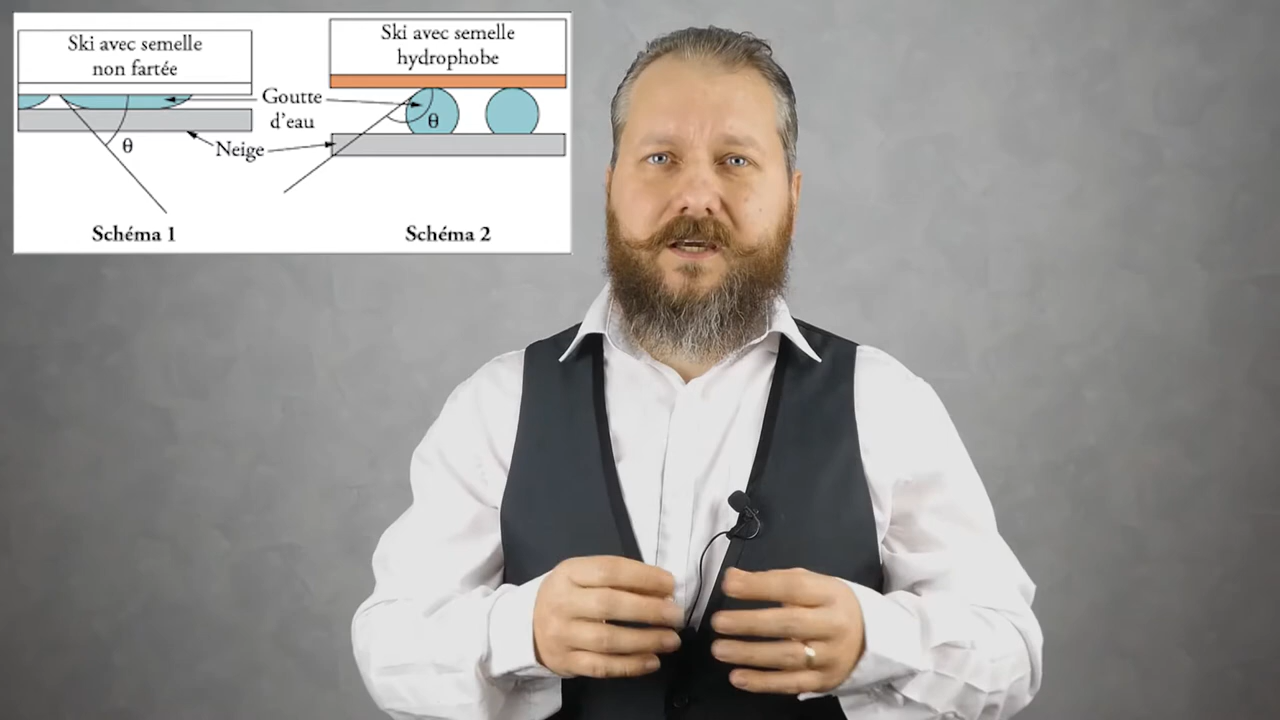 Ski avec semelle
non fartée
Ski avec semelle
hydrophobe
Goutte
d'eau
θ
θ
Neige
Schéma 1
Schéma 2